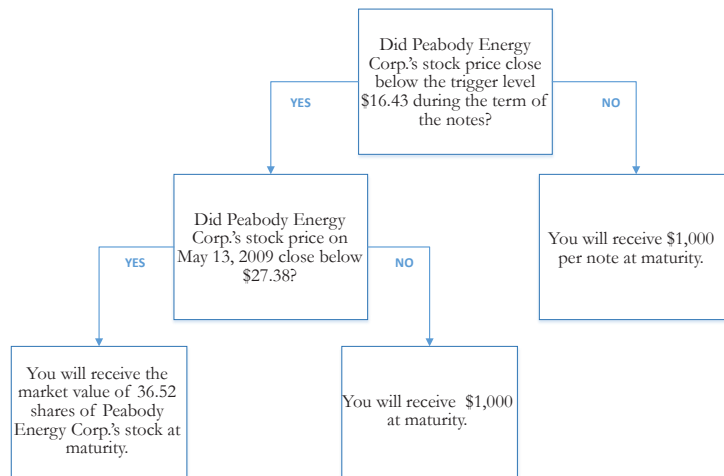 Did Peabody Energy
Corp.'s stock price close
below the trigger level
$16.43 during the term of
the notes?
YES
NO
Did Peabody Energy
Corp.'s stock price on
May 13, 2009 close below
$27.38?
You will receive $1,000
per note at maturity.
YES
NO
You will receive the
market value of 36.52
shares of Peabody
Energy Corp.'s stock at
maturity.
You will receive $1,000
at maturity.